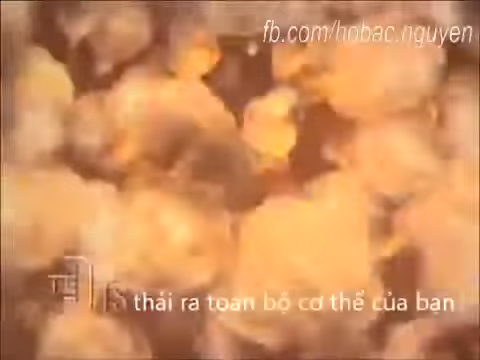 fb.com/hobac.nguyen
thải ra toàn bộ cơ thể của bạn